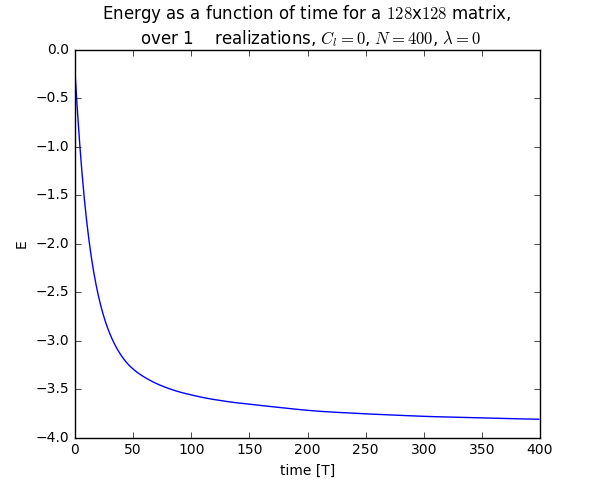 Energy as a function of time for a 128x128 matrix,
over 1    realizations, C_l = 0, N = 400, λ = 0
0.0
−0.5
−1.0
−1.5
−2.0
−2.5
−3.0
−3.5
−4.0
E
0 50 100 150 200 250 300 350 400
time [T]